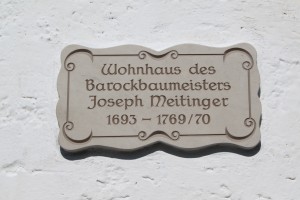 Wohnhaus des
Barockbaumeisters
Joseph Meitinger
1693 – 1769/70